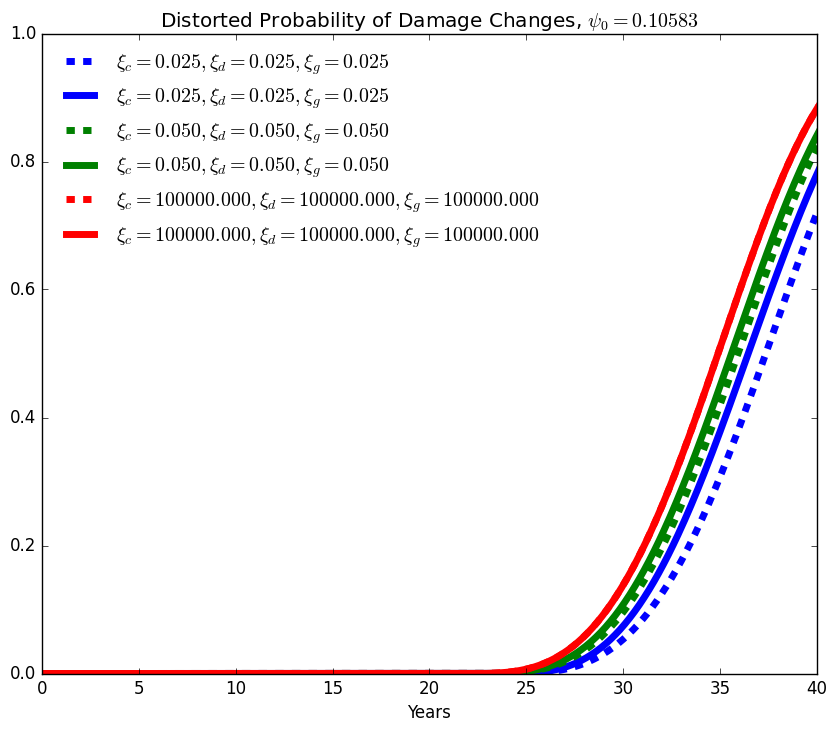 Distorted Probability of Damage Changes, ψ₀ = 0.10583
1.0
ξ_c = 0.025, ξ_d = 0.025, ξ_g = 0.025
ξ_c = 0.025, ξ_d = 0.025, ξ_g = 0.025
ξ_c = 0.050, ξ_d = 0.050, ξ_g = 0.050
0.8
ξ_c = 0.050, ξ_d = 0.050, ξ_g = 0.050
ξ_c = 100000.000, ξ_d = 100000.000, ξ_g = 100000.000
ξ_c = 100000.000, ξ_d = 100000.000, ξ_g = 100000.000
0.6
0.4
0.2
0.0
0 5 10 15 20 25 30 35 40
Years